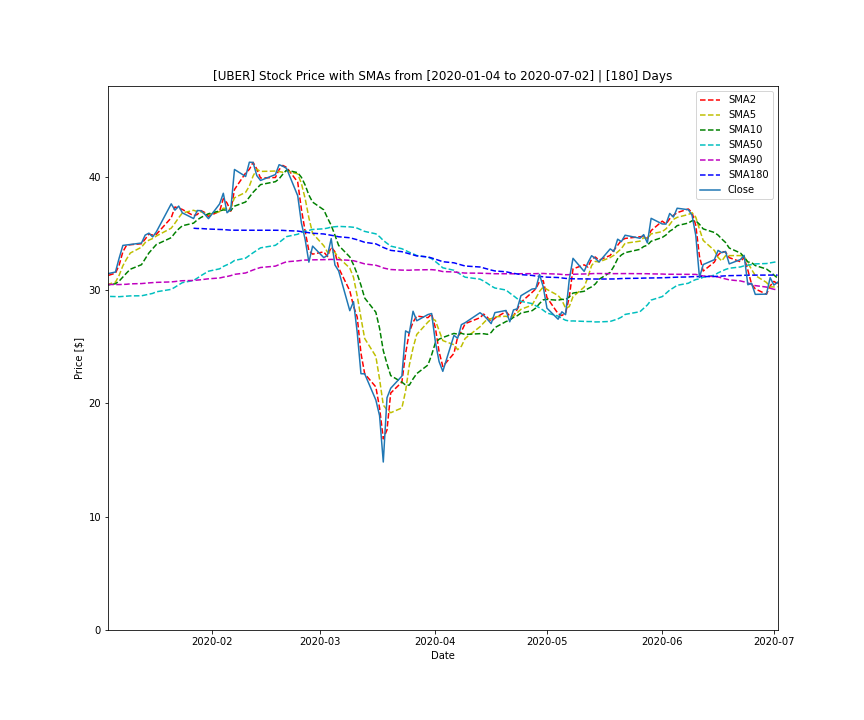 [UBER] Stock Price with SMAs from [2020-01-04 to 2020-07-02] | [180] Days
SMA2
SMA5
SMA10
SMA50
SMA90
SMA180
Close
40
30
20
10
0
Price [$]
2020-02 2020-03 2020-04 2020-05 2020-06 2020-07
Date